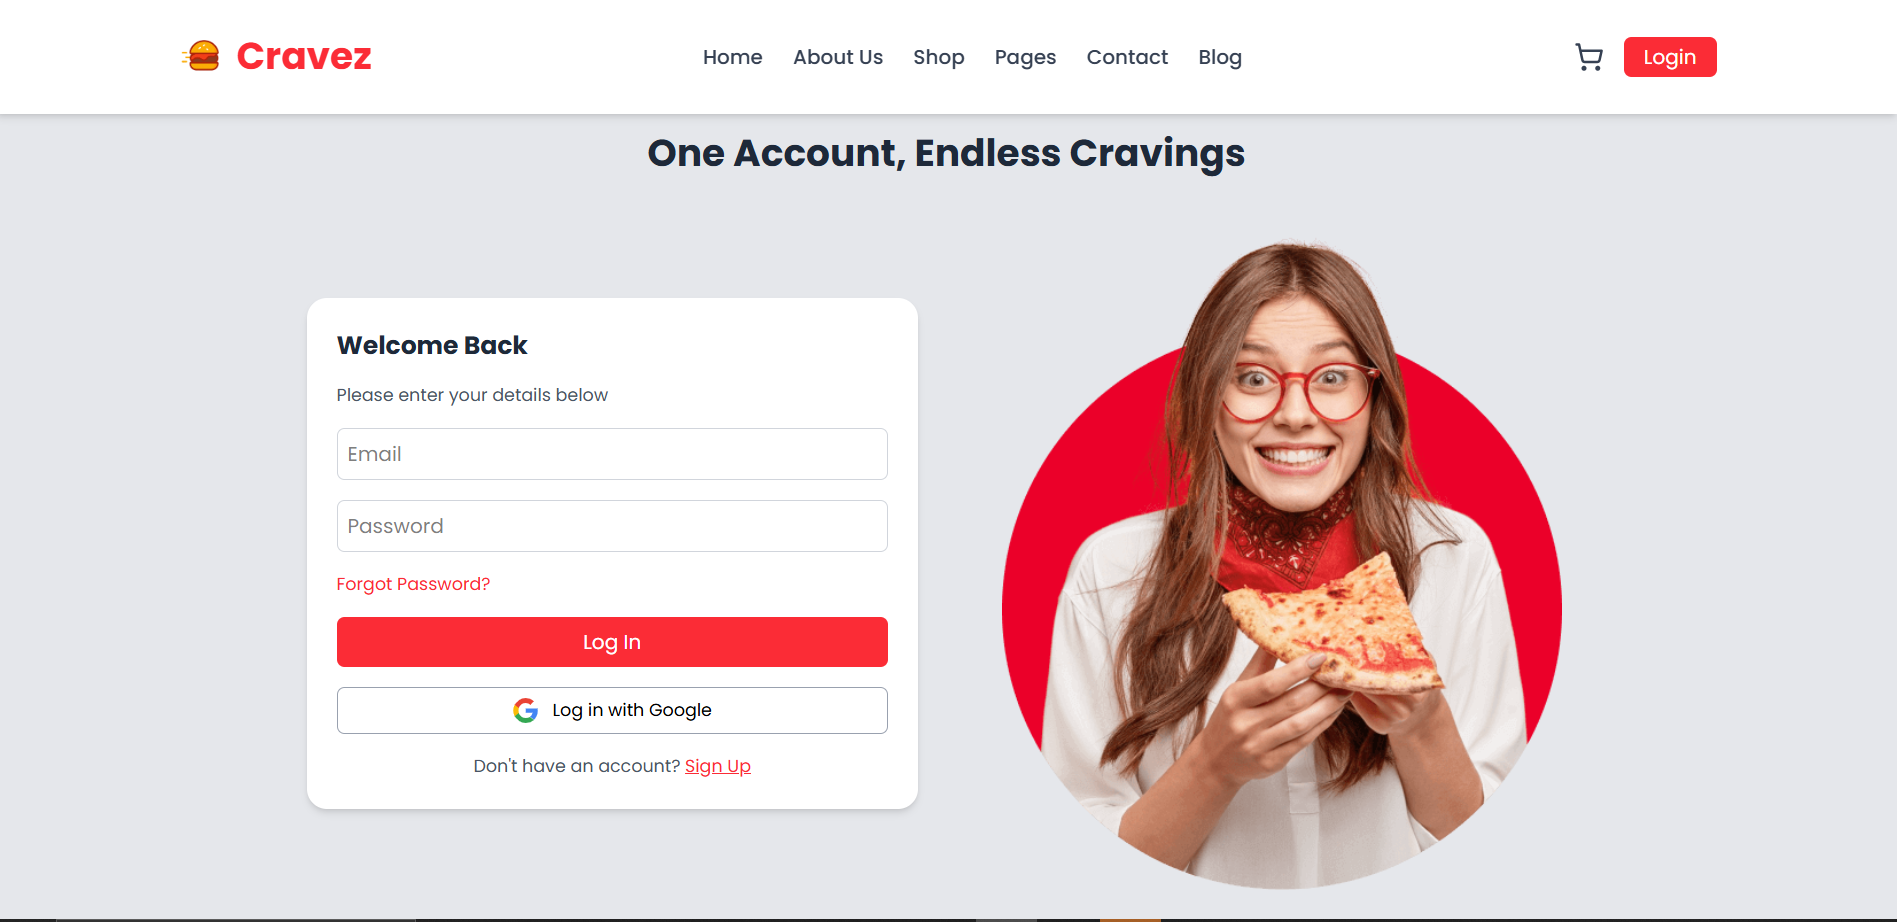 Cravez
Home About Us Shop Pages Contact Blog
Login
One Account, Endless Cravings
Welcome Back
Please enter your details below
Email
Password
Forgot Password?
Log In
Log in with Google
Don't have an account? Sign Up